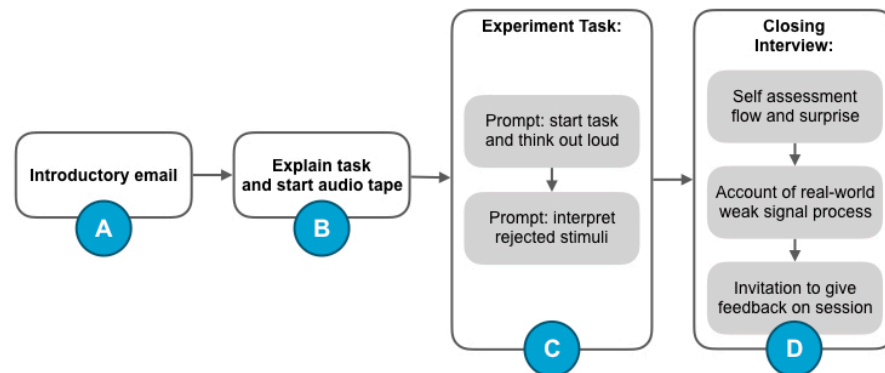 Introductory email
A
Explain task
and start audio tape
B
Experiment Task:
Prompt: start task
and think out loud
Prompt: interpret
rejected stimuli
C
Closing
Interview:
Self assessment
flow and surprise
Account of real-world
weak signal process
Invitation to give
feedback on session
D